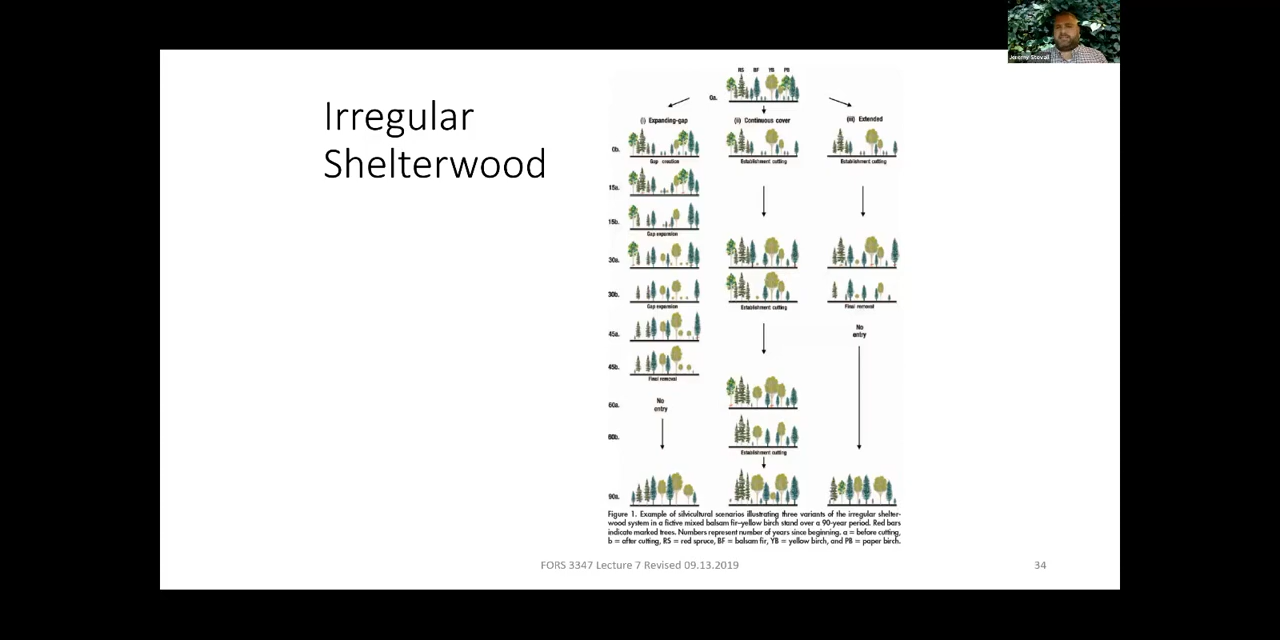 Jeremy Stovall
Irregular
Shelterwood
RS BF YB PB
0a.
(i) Expanding-gap
(ii) Continuous cover
(iii) Extended
0b.
Gap creation
Establishment cutting
Establishment cutting
15a.
15b.
Gap expansion
30a.
30b.
Gap expansion
Establishment cutting
Final removal
45a.
No
entry
45b.
Final removal
60a.
No
entry
60b.
Establishment cutting
90a.
Figure 1. Example of silvicultural scenarios illustrating three variants of the irregular shelter-
wood system in a fictive mixed balsam fir–yellow birch stand over a 90-year period. Red bars
indicate marked trees. Numbers represent number of years since beginning. a = before cutting,
b = after cutting, RS = red spruce, BF = balsam fir, YB = yellow birch, and PB = paper birch.
FORS 3347 Lecture 7 Revised 09.13.2019
34